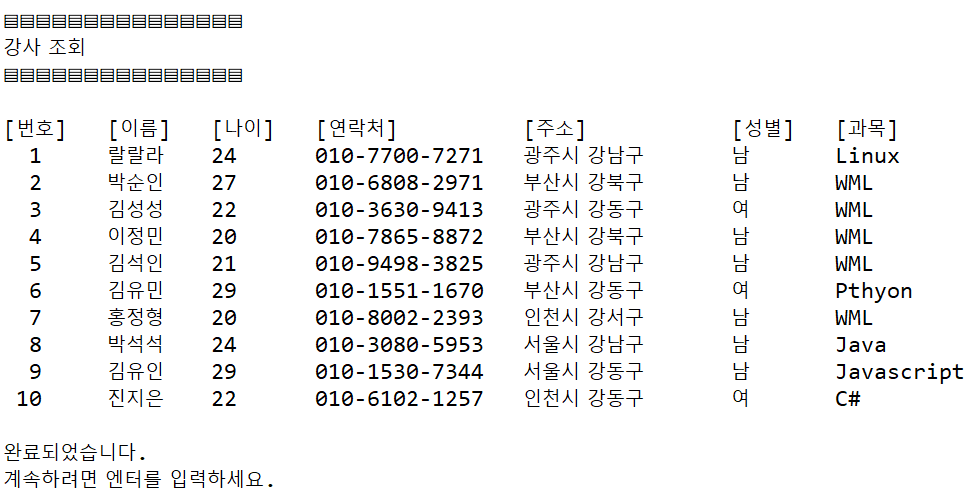 ▤▤▤▤▤▤▤▤▤▤▤▤▤▤▤
강사 조회
▤▤▤▤▤▤▤▤▤▤▤▤▤▤▤
[번호] [이름] [나이] [연락처] [주소] [성별] [과목]
1 랄랄라 24 010-7700-7271 광주시 강남구 남 Linux
2 박순인 27 010-6808-2971 부산시 강북구 남 WML
3 김성성 22 010-3630-9413 광주시 강동구 여 WML
4 이정민 20 010-7865-8872 부산시 강북구 남 WML
5 김석인 21 010-9498-3825 광주시 강남구 남 WML
6 김유민 29 010-1551-1670 부산시 강동구 여 Pthyon
7 홍정형 20 010-8002-2393 인천시 강서구 남 WML
8 박석석 24 010-3080-5953 서울시 강남구 남 Java
9 김유인 29 010-1530-7344 서울시 강동구 남 Javascript
10 진지은 22 010-6102-1257 인천시 강동구 여 C#
완료되었습니다.
계속하려면 엔터를 입력하세요.